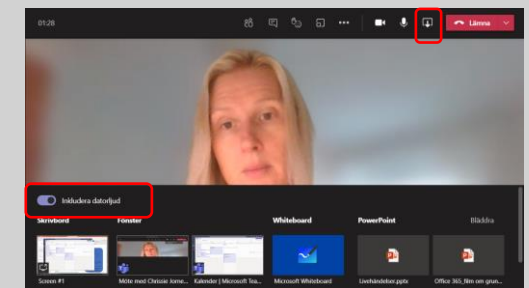 01:28
Lämna
Inkludera datorljud
Skrivbord Fönster Whiteboard PowerPoint Bläddra
Screen #1 Möte med Chrissie Jorne... Kalender | Microsoft Tea... Microsoft Whiteboard Livehändelser.pptx Office 365_film om grun...